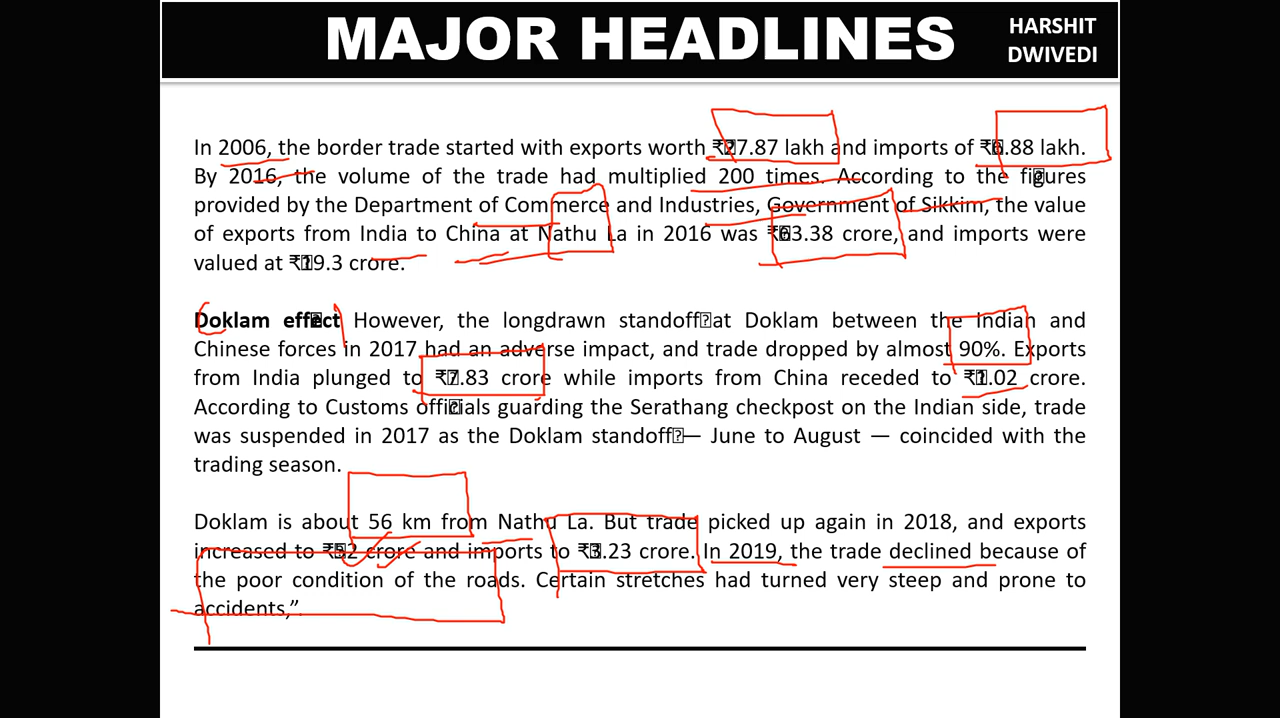 MAJOR HEADLINES
HARSHIT
DWIVEDI
In 2006, the border trade started with exports worth ₹27.87 lakh and imports of lakh.
By 2016, the volume of the trade had multiplied 200 times. According to the figures
provided by the Department of Commerce and Industries, Government of Sikkim, the value
of exports from India to China at Nathu La in 2016 was ₹63.38 crore, and imports were
valued at ₹19.3 crore.
Doklam effect However, the longdrawn standoff at Doklam between the Indian and
Chinese forces in 2017 had an adverse impact, and trade dropped by almost 90%. Exports
from India plunged to ₹7.83 crore while imports from China receded to ₹1.02 crore.
According to Customs officials guarding the Serathang checkpost on the Indian side, trade
was suspended in 2017 as the Doklam standoff — June to August — coincided with the
trading season.
Doklam is about 56 km from Nathu La. But trade picked up again in 2018, and exports
increased to crore and imports to ₹3.23 crore. In 2019, the trade declined because of
the poor condition of the roads. Certain stretches had turned very steep and prone to
accidents,”.